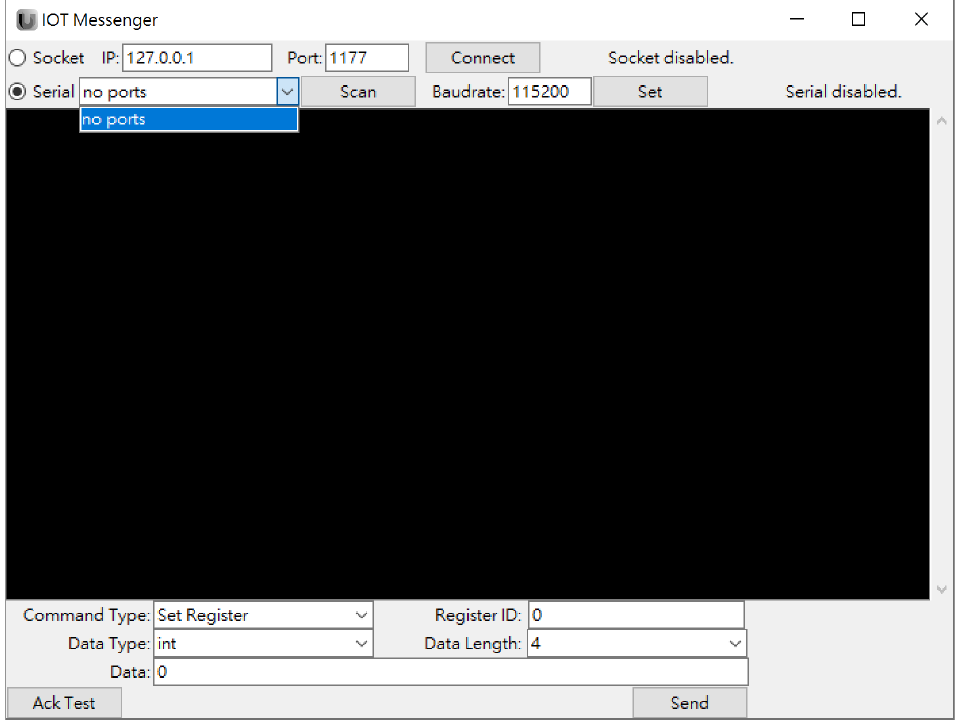 IOT Messenger
Socket IP: 127.0.0.1 Port: 1177 Connect Socket disabled.
Serial no ports Scan Baudrate: 115200 Set Serial disabled.
no ports
Command Type: Set Register Register ID: 0
Data Type: int Data Length: 4
Data: 0
Ack Test Send